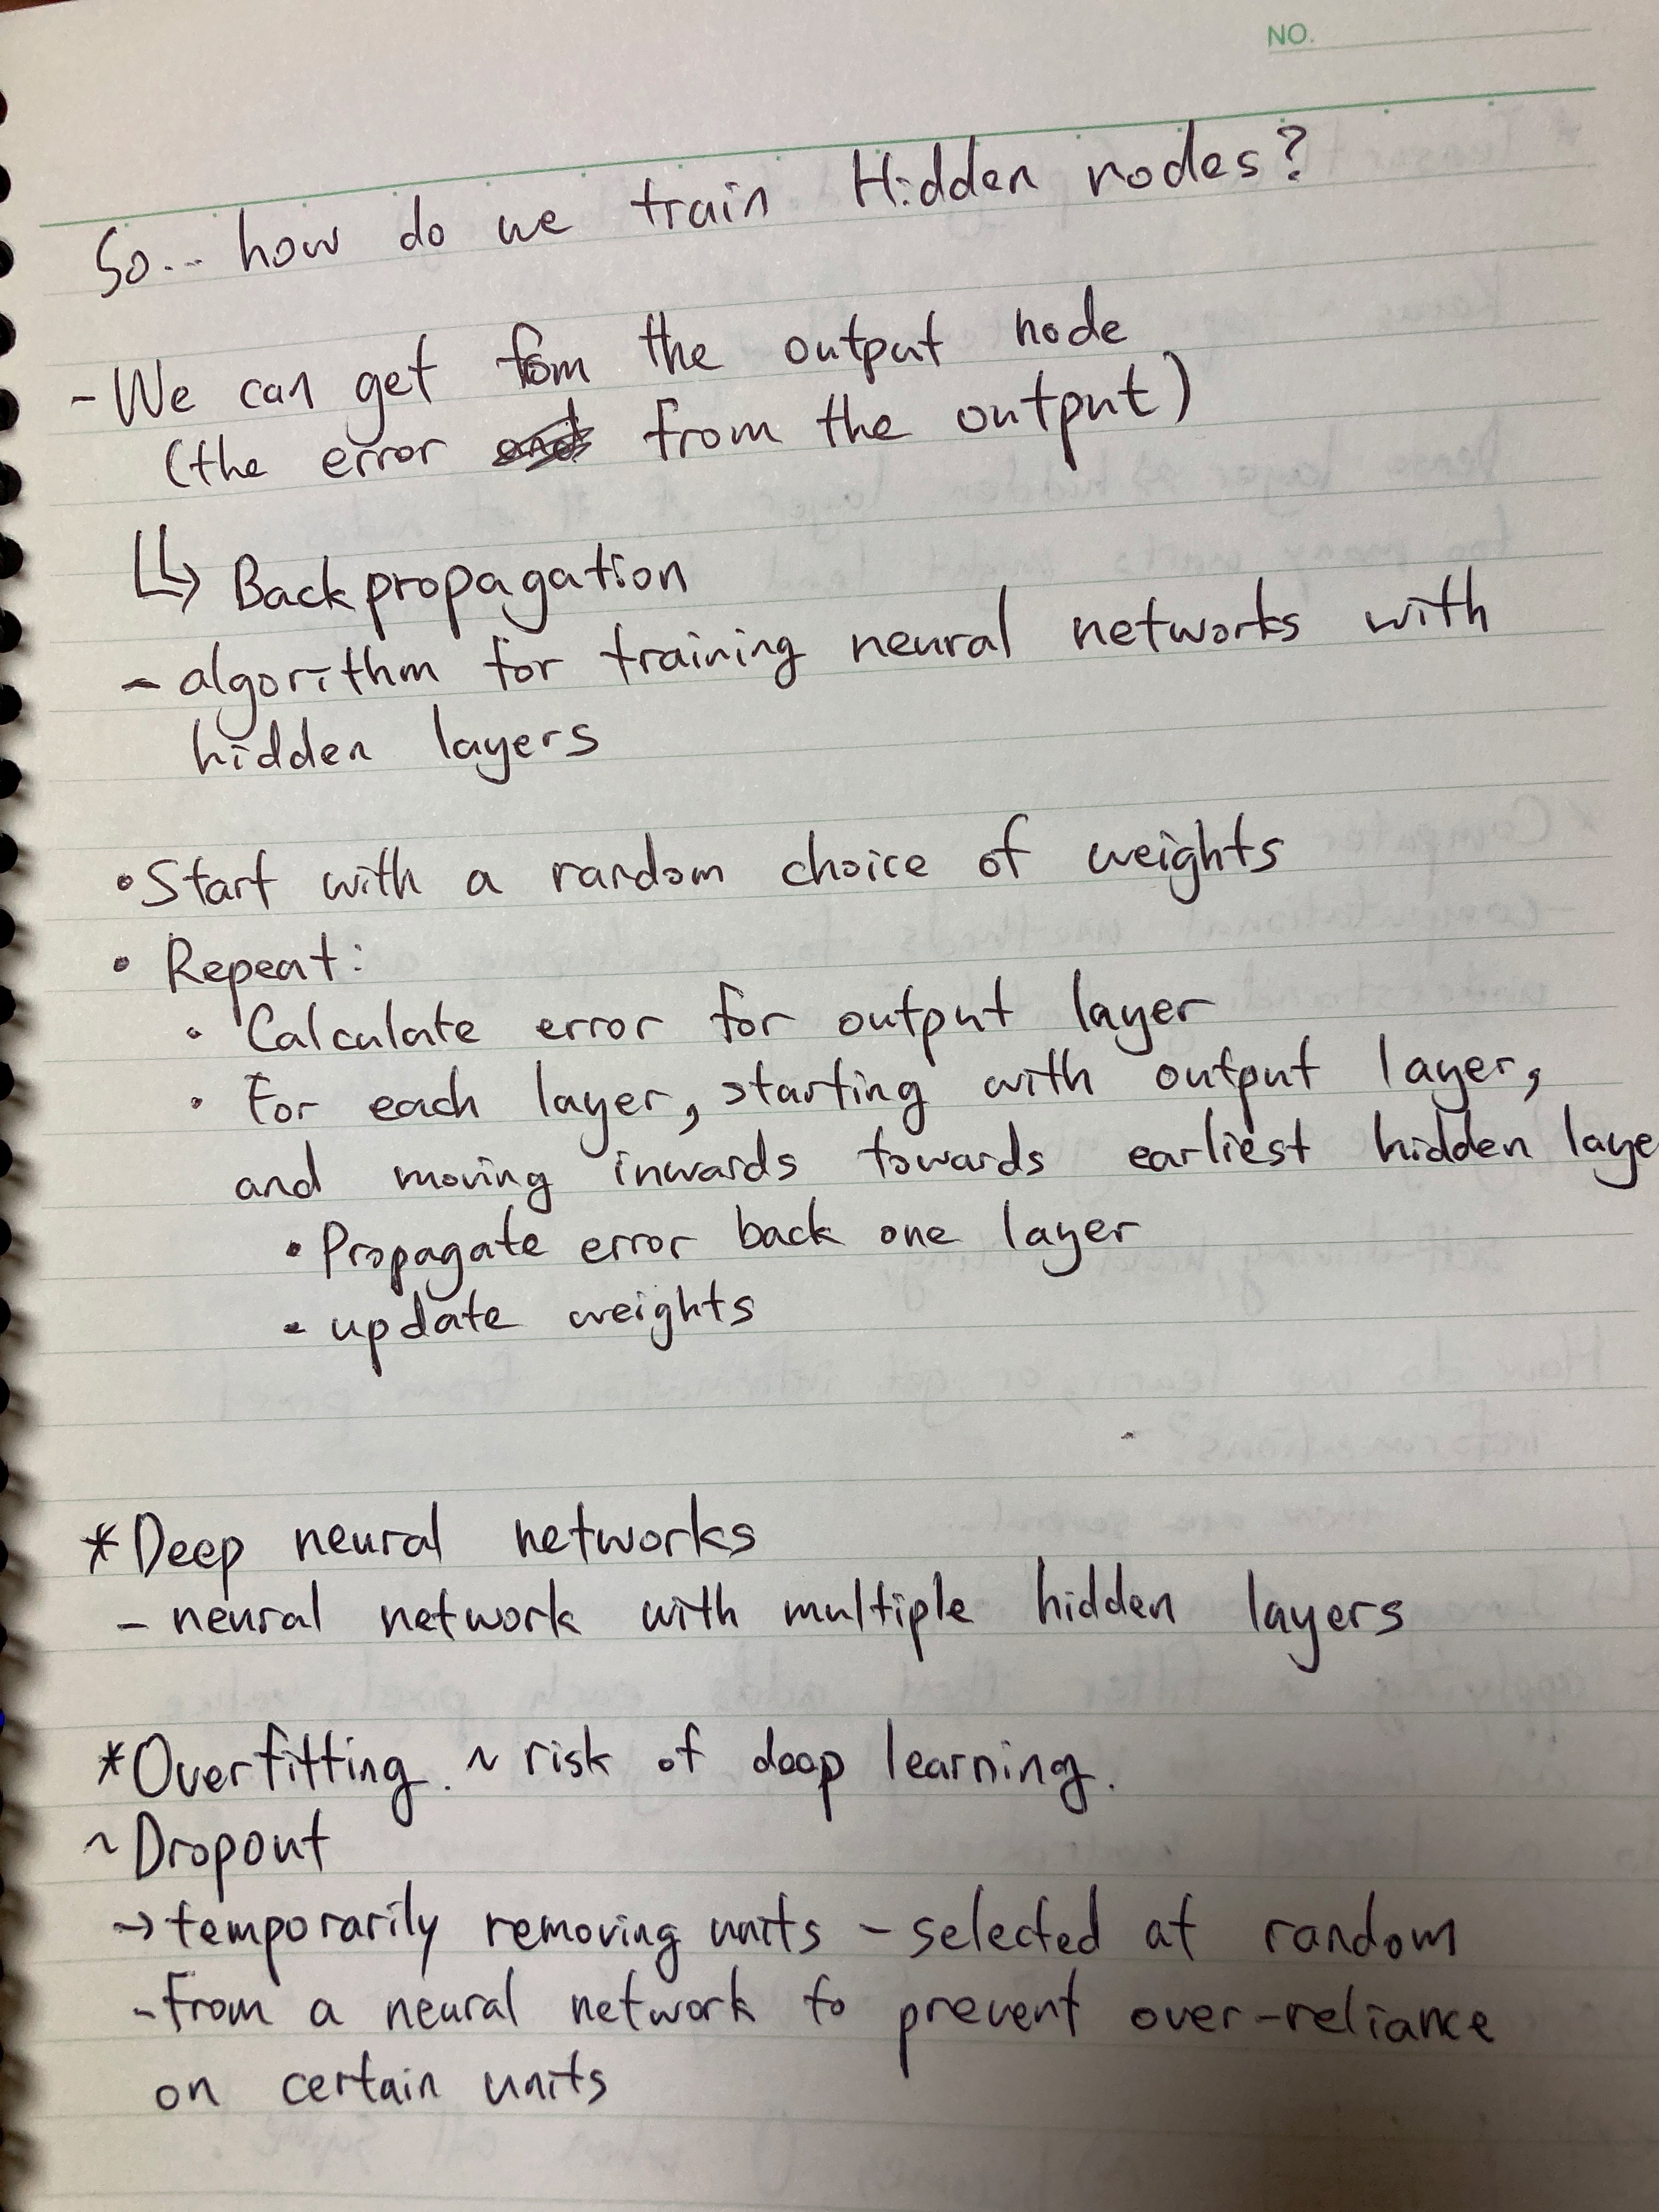 NO.
So... how do we train Hidden nodes?
- We can get fom the output node
(the error and from the output)
↳ Backpropagation
- algorithm for training neural networks with
hidden layers
• Start with a random choice of weights
• Repeat:
• Calculate error for output layer
• For each layer, starting with output layer,
and moving inwards towards earliest hidden laye
• Propagate error back one layer
• update weights
*Deep neural networks
- neural network with multiple hidden layers
*Overfitting. ~ risk of deep learning.
~ Dropout
→ temporarily removing units - selected at random
- from a neural network to prevent over-reliance
on certain units